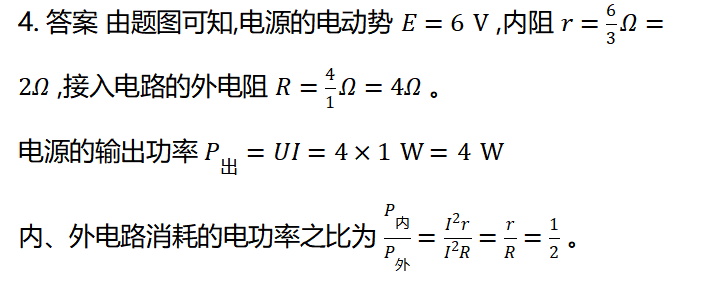 4. 答案 由题图可知,电源的电动势 E = 6 V ,内阻 r = 6/3 Ω =
2Ω ,接入电路的外电阻 R = 4/1 Ω = 4Ω 。
电源的输出功率 P出 = UI = 4 × 1 W = 4 W
内、外电路消耗的电功率之比为 P内/P外 = I²r/I²R = r/R = 1/2 。